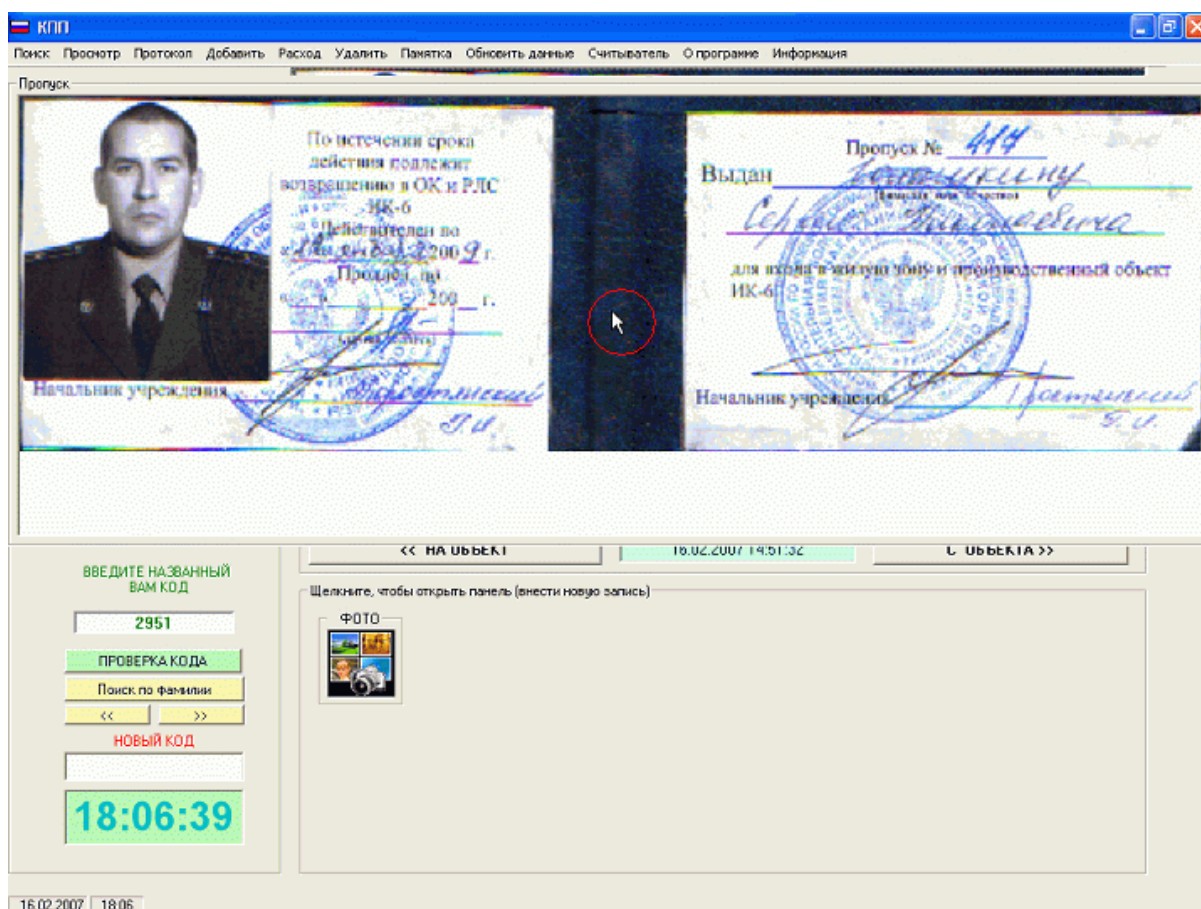 КПП
Поиск Просмотр Протокол Добавить Расход Удалить Памятка Обновить данные Считыватель О програме Информация
Пропуск
По истечении срока
действия подлежит
возвращению в ОК и РЛС
ИК-6
Действителен по
200 9 г.
Продлен по
200 г.
Начальник учреждения
Пропуск № 414
Выдан
для входа в жилую зону и производственный объект
ИК-6
Начальник учреждения
<< НА ОБЪЕКТ
16.02.2007 14:51:32
С ОБЪЕКТА >>
ВВЕДИТЕ НАЗВАННЫЙ
ВАМ КОД
2951
ПРОВЕРКА КОДА
Поиск по фамилии
<< >>
НОВЫЙ КОД
18:06:39
Щелкните, чтобы открыть панель (внести новую запись)
ФОТО
16.02.2007 18:06